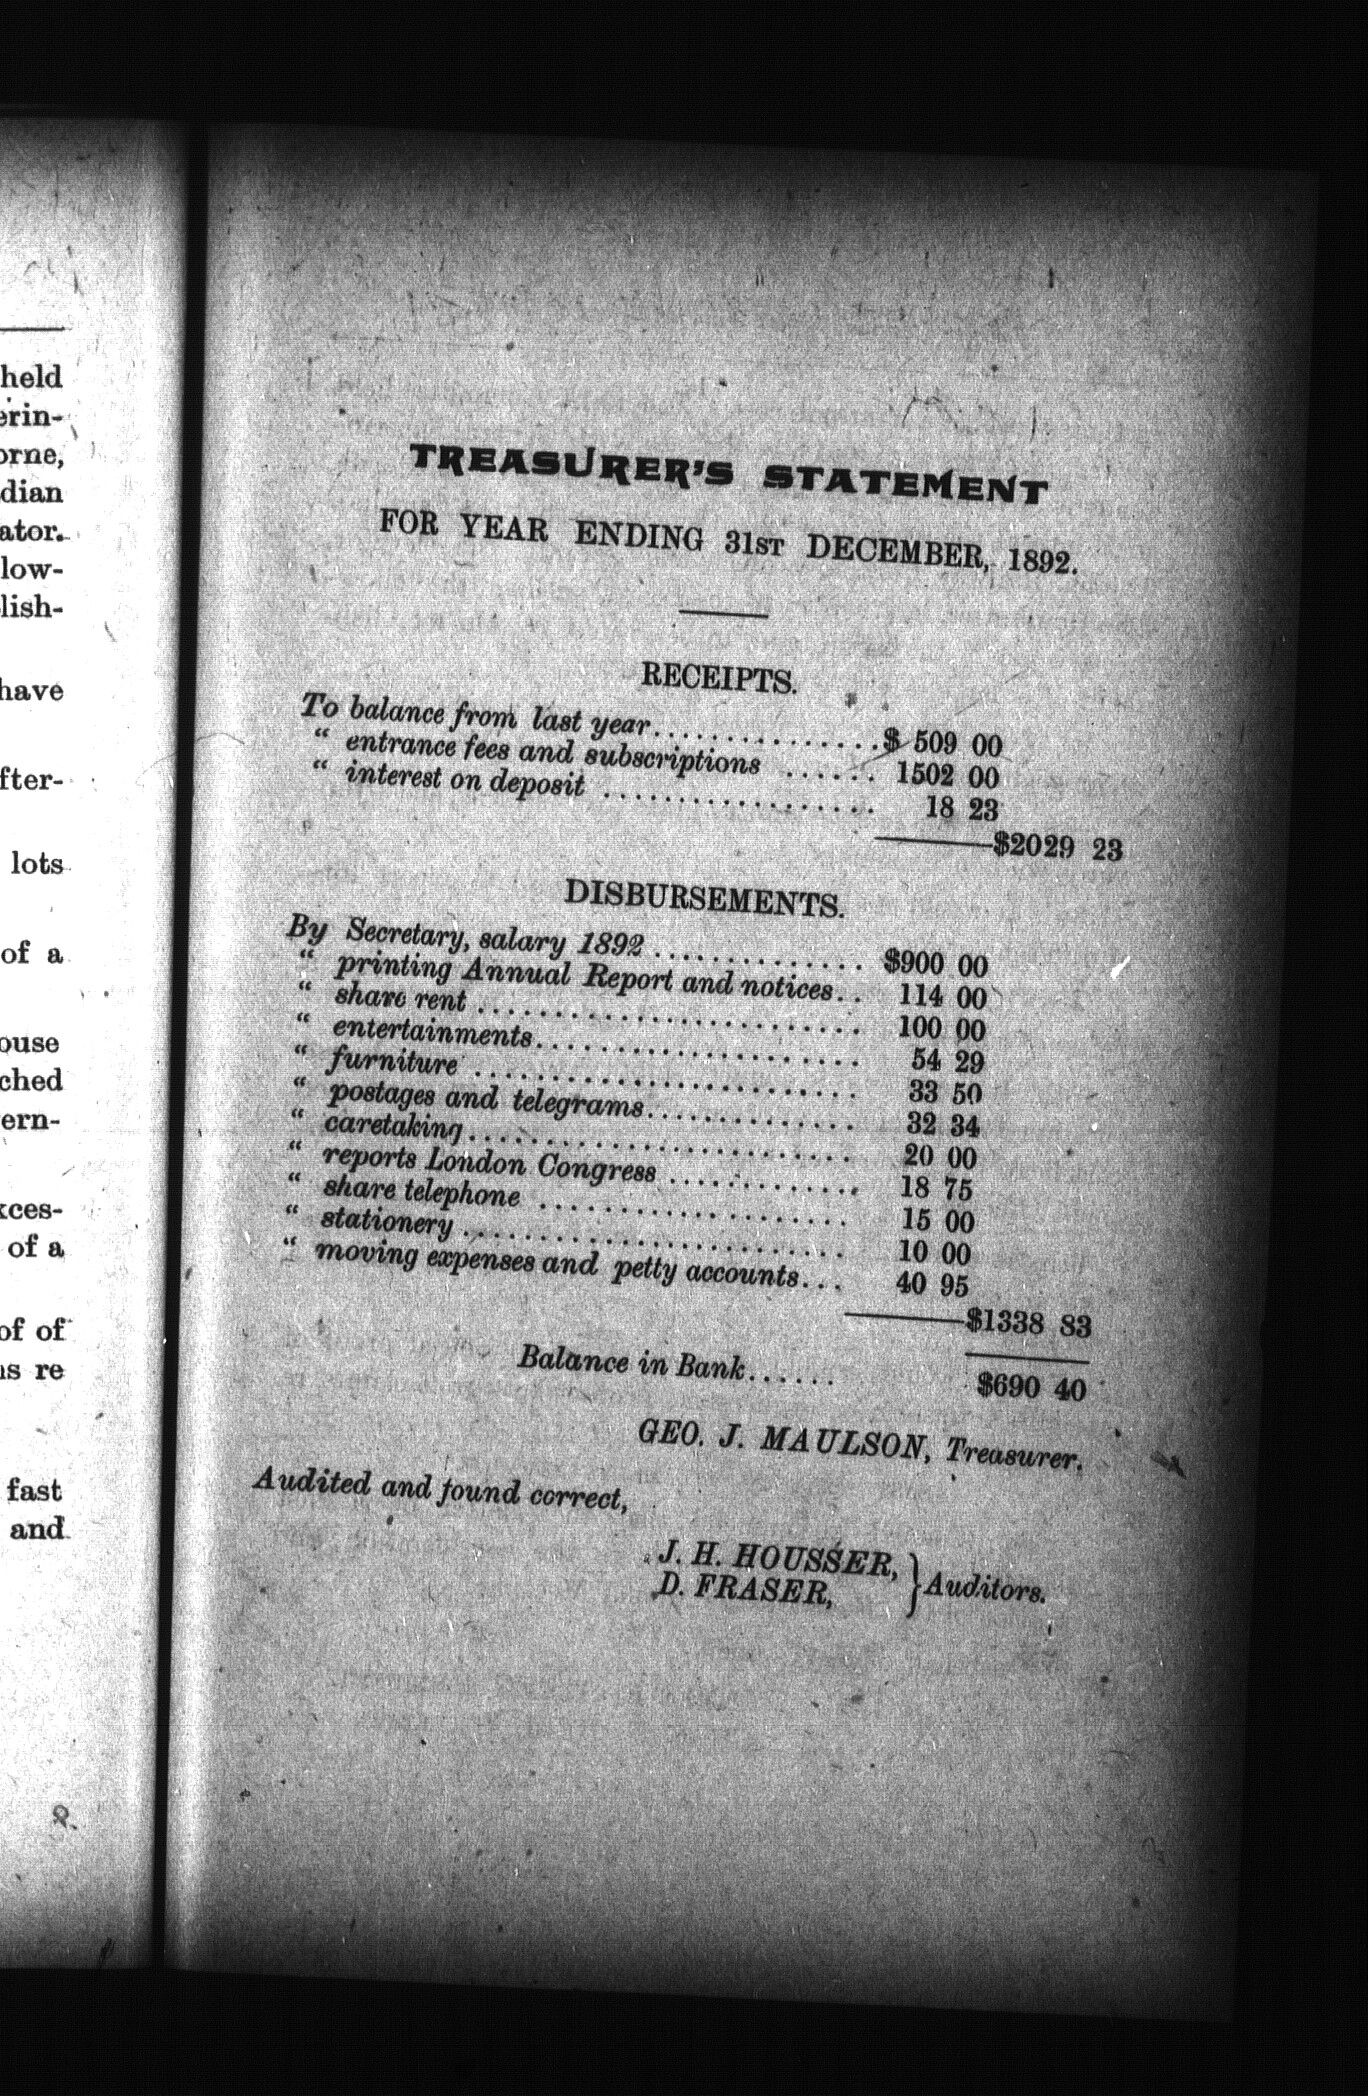 held
erin-
orne,
dian
ator.
low-
lish-
have
fter-
lots
of a
ouse
ched
ern-
xces-
of a
of of
ns re
fast
and
TREASURER'S STATEMENT
FOR YEAR ENDING 31ST DECEMBER, 1892.
RECEIPTS.
To balance from last year...............$ 509 00
“ entrance fees and subscriptions ...... 1502 00
“ interest on deposit .................. 18 23
$2029 23
DISBURSEMENTS.
By Secretary, salary 1892.............. $900 00
“ printing Annual Report and notices.. 114 00
“ share rent ........................ 100 00
“ entertainments..................... 54 29
“ furniture ......................... 33 50
“ postages and telegrams.............. 32 34
“ caretaking......................... 20 00
“ reports London Congress ............ 18 75
“ share telephone .................... 15 00
“ stationery ........................ 10 00
“ moving expenses and petty accounts... 40 95
$1338 83
Balance in Bank...... $690 40
GEO. J. MAULSON, Treasurer.
Audited and found correct,
J. H. HOUSSER,
D. FRASER,
} Auditors.